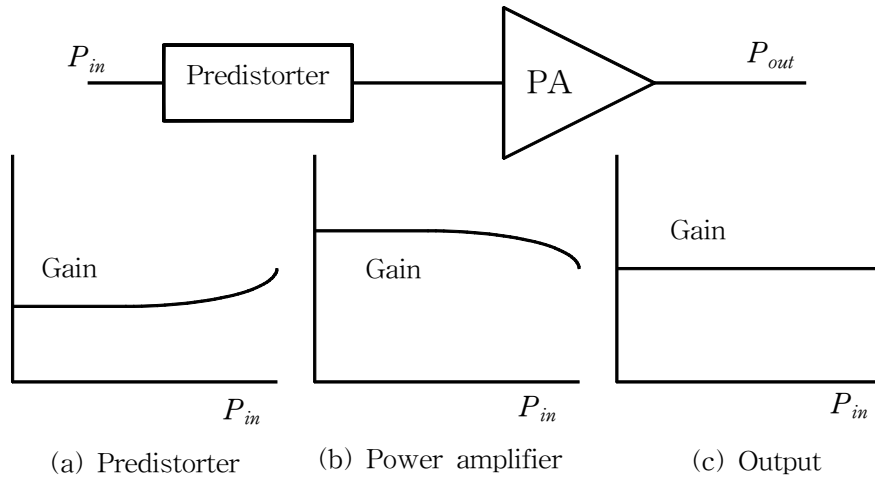 P_in
Predistorter
PA
P_out
Gain
Gain
Gain
P_in
P_in
P_in
(a) Predistorter
(b) Power amplifier
(c) Output